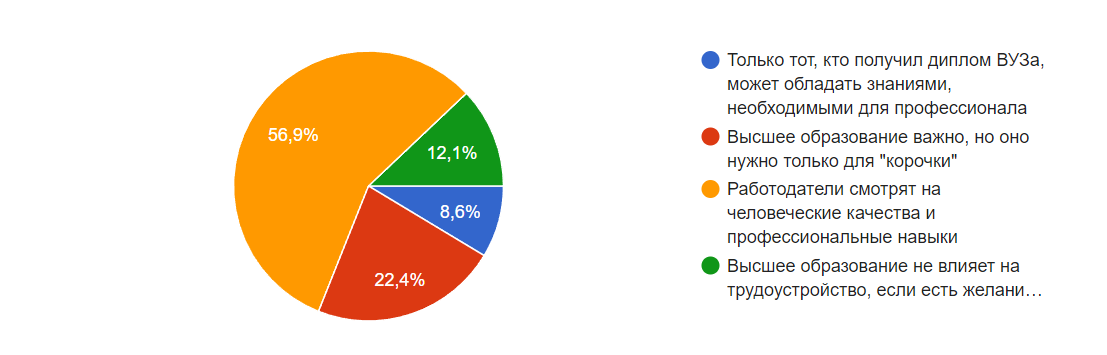 56,9%
12,1%
8,6%
22,4%
Только тот, кто получил диплом ВУЗа,
может обладать знаниями,
необходимыми для профессионала
Высшее образование важно, но оно
нужно только для "корочки"
Работодатели смотрят на
человеческие качества и
профессиональные навыки
Высшее образование не влияет на
трудоустройство, если есть желани…